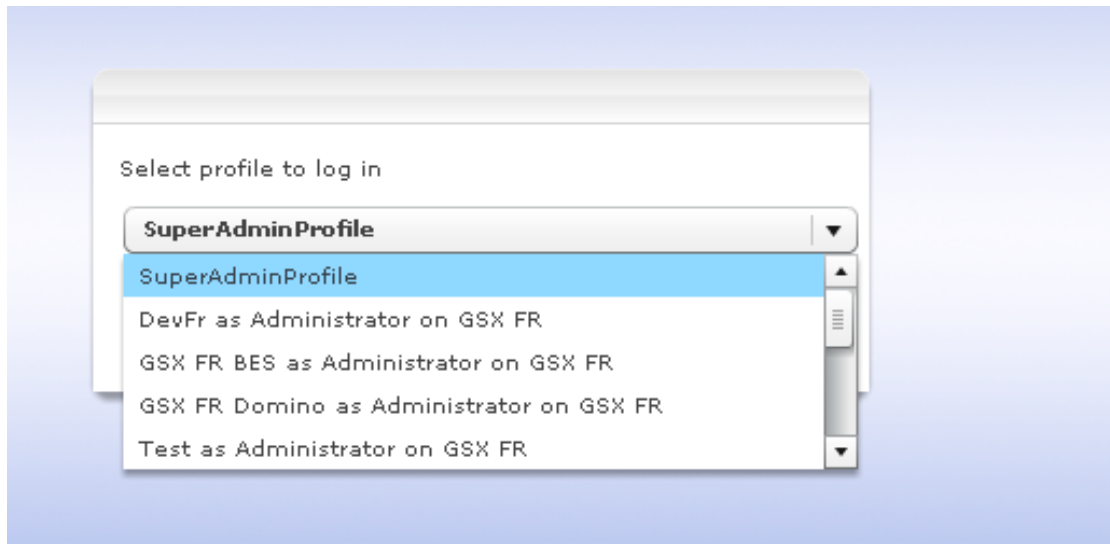 Select profile to log in
SuperAdminProfile
SuperAdminProfile
DevFr as Administrator on GSX FR
GSX FR BES as Administrator on GSX FR
GSX FR Domino as Administrator on GSX FR
Test as Administrator on GSX FR